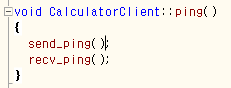 void CalculatorClient::ping()
{
  send_ping();
  recv_ping();
}